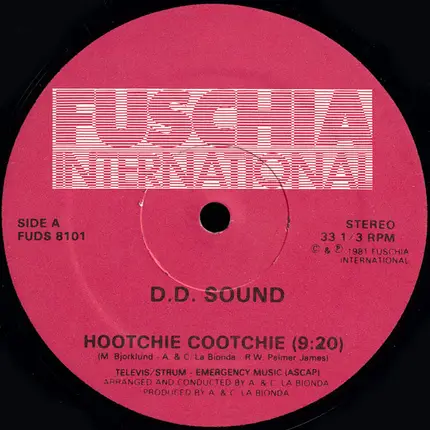 FUSCHIA
INTERNATIONAL
SIDE A
FUDS 8101
STEREO
33 1/3 RPM
© & ℗ 1981 FUSCHIA
INTERNATIONAL
D.D. SOUND
HOOTCHIE COOTCHIE (9:20)
(M. Bjorklund - A. & C. La Bionda - R.W. Palmer James)
TELEVIS/STRUM - EMERGENCY MUSIC (ASCAP)
ARRANGED AND CONDUCTED BY A. & C. LA BIONDA
PRODUCED BY A. & C. LA BIONDA